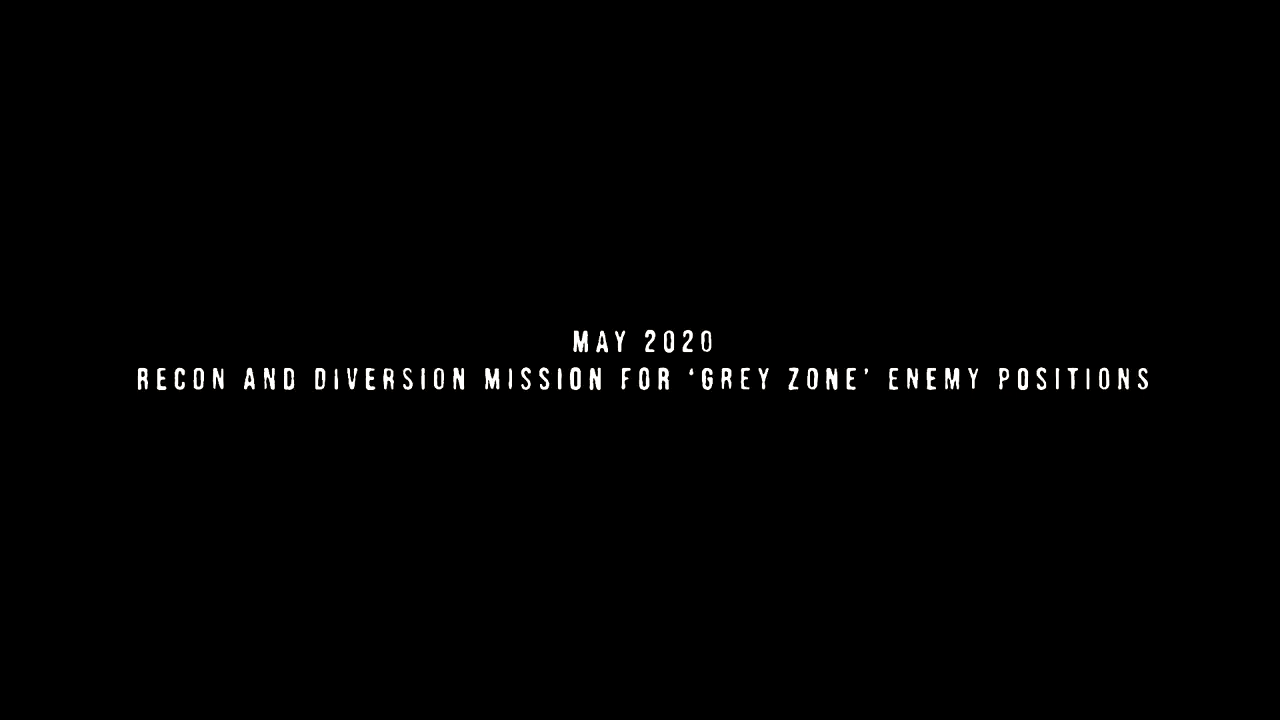 MAY 2020
RECON AND DIVERSION MISSION FOR ‘GREY ZONE’ ENEMY POSITIONS